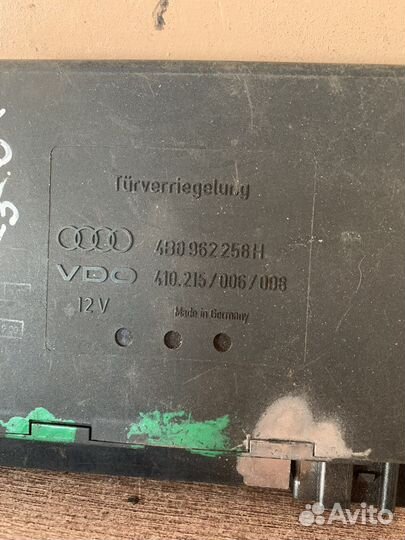 Türverriegelung
4B0 962 258 H
VDO 410.215/006/008
12 V Made in Germany
Avito